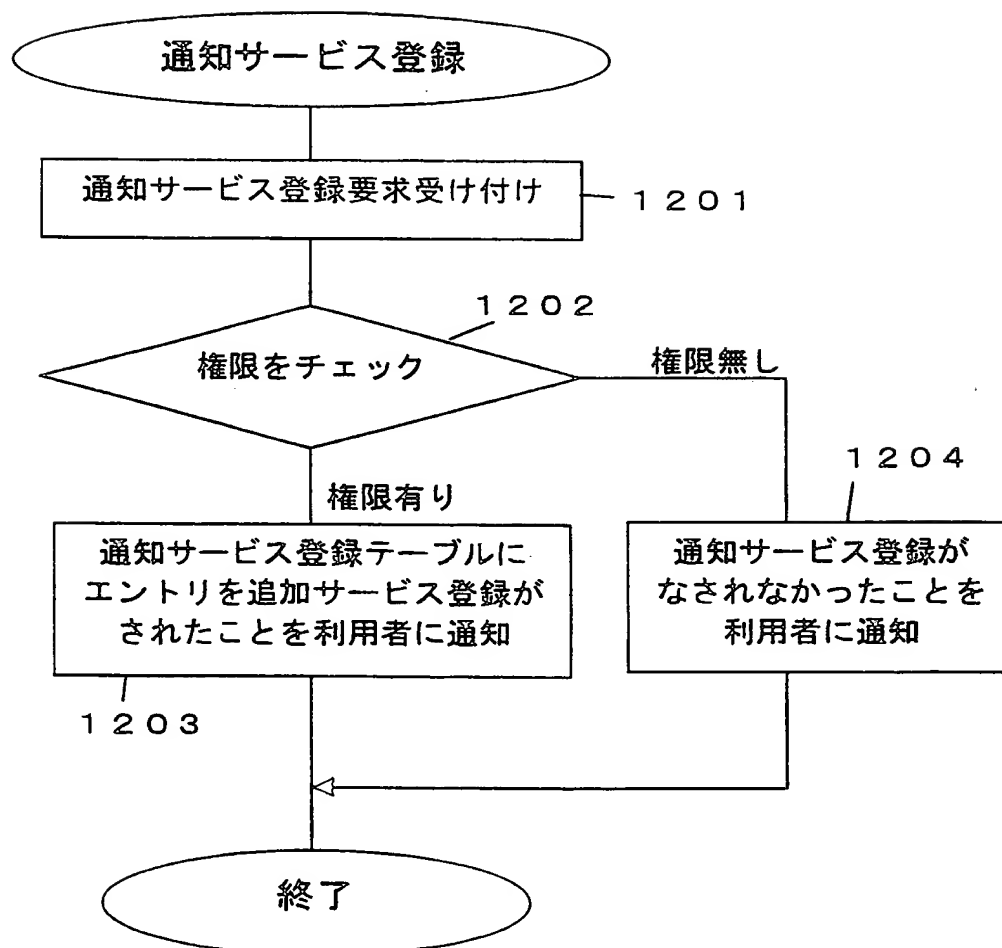 通知サービス登録
通知サービス登録要求受け付け
１２０１
１２０２
権限をチェック
権限無し
１２０４
権限有り
通知サービス登録テーブルに
エントリを追加サービス登録が
されたことを利用者に通知
通知サービス登録が
なされなかったことを
利用者に通知
１２０３
終了